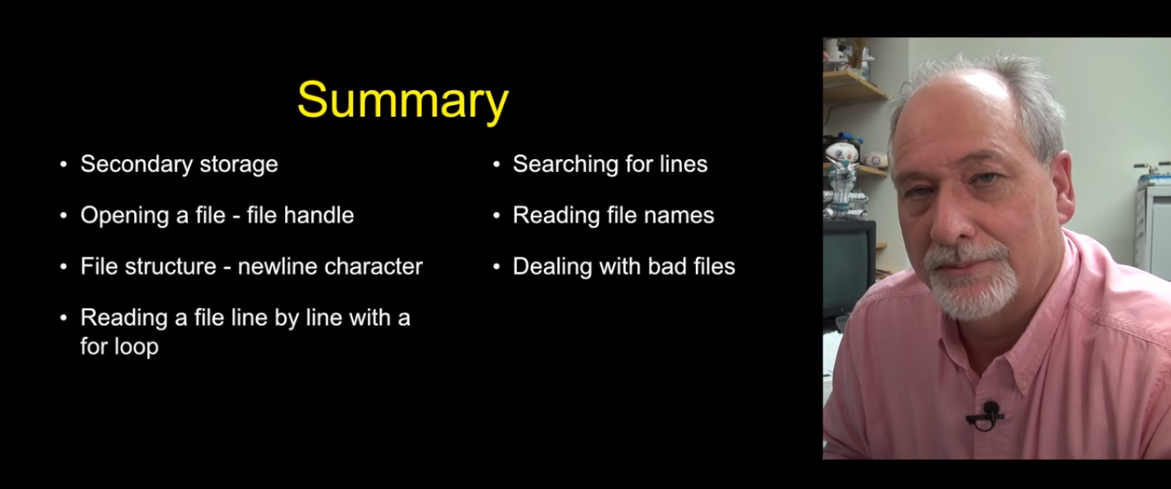 Summary
• Secondary storage
• Opening a file - file handle
• File structure - newline character
• Reading a file line by line with a
for loop
• Searching for lines
• Reading file names
• Dealing with bad files